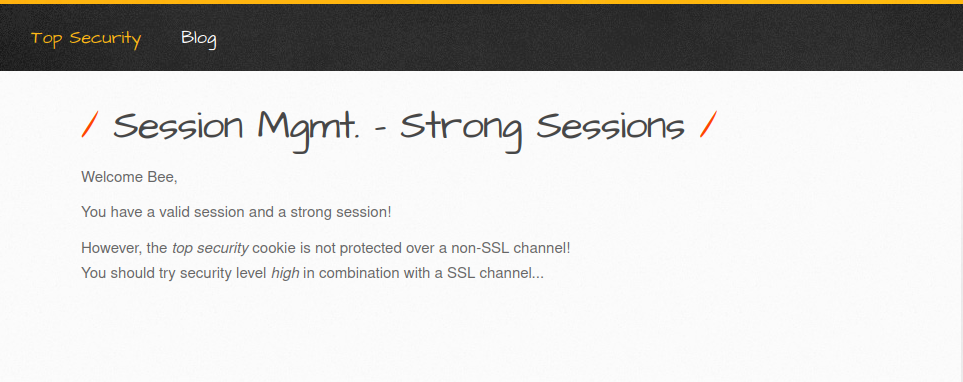 Top Security Blog
/ Session Mgmt. - Strong Sessions /
Welcome Bee,
You have a valid session and a strong session!
However, the top security cookie is not protected over a non-SSL channel!
You should try security level high in combination with a SSL channel...